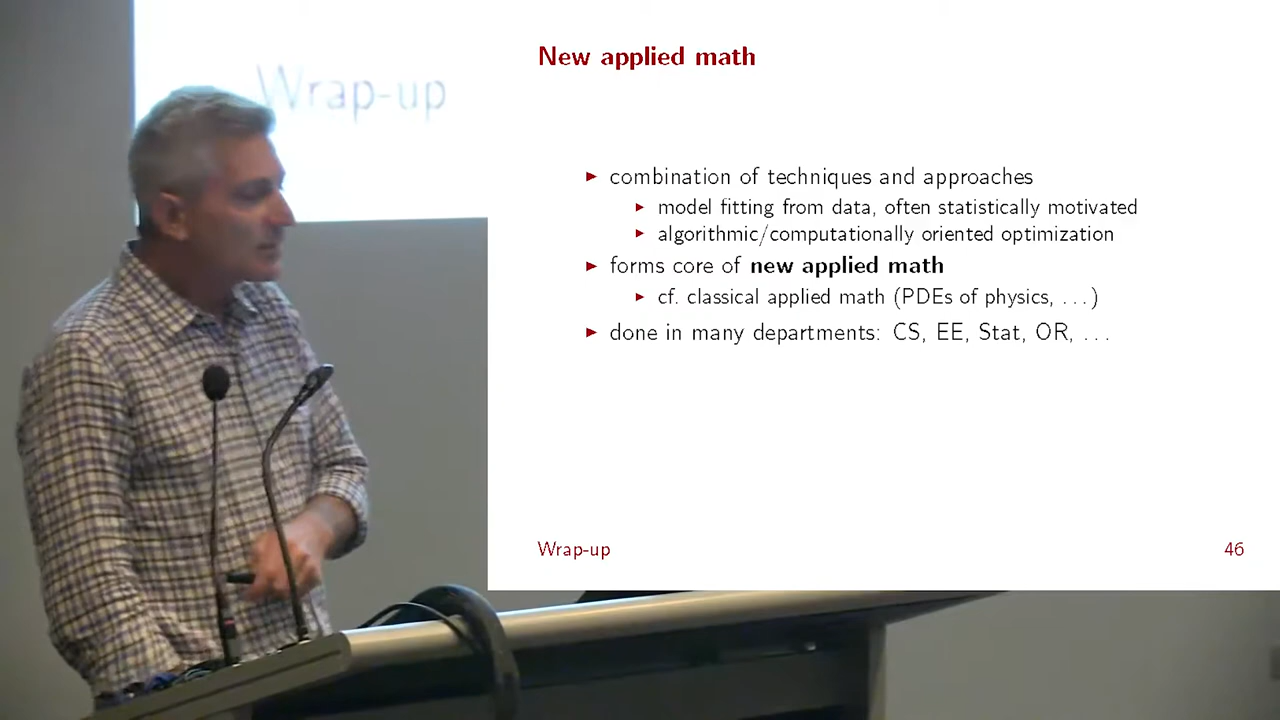 Wrap-up
New applied math
▶ combination of techniques and approaches
▶ model fitting from data, often statistically motivated
▶ algorithmic/computationally oriented optimization
▶ forms core of new applied math
▶ cf. classical applied math (PDEs of physics, . . . )
▶ done in many departments: CS, EE, Stat, OR, . . .
Wrap-up 46